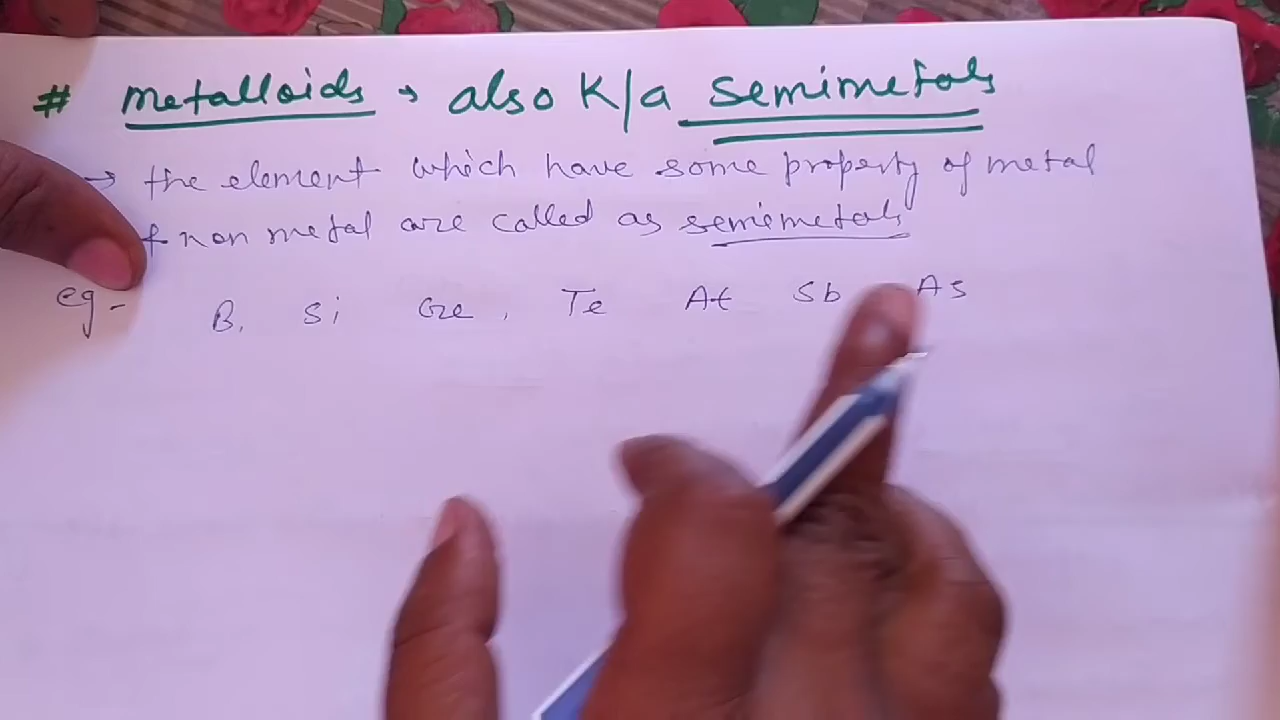 # metalloids → also K/a semimetals
→ the element which have some property of metal
& non metal are called as semimetals
eg- B, Si Ge, Te At Sb As